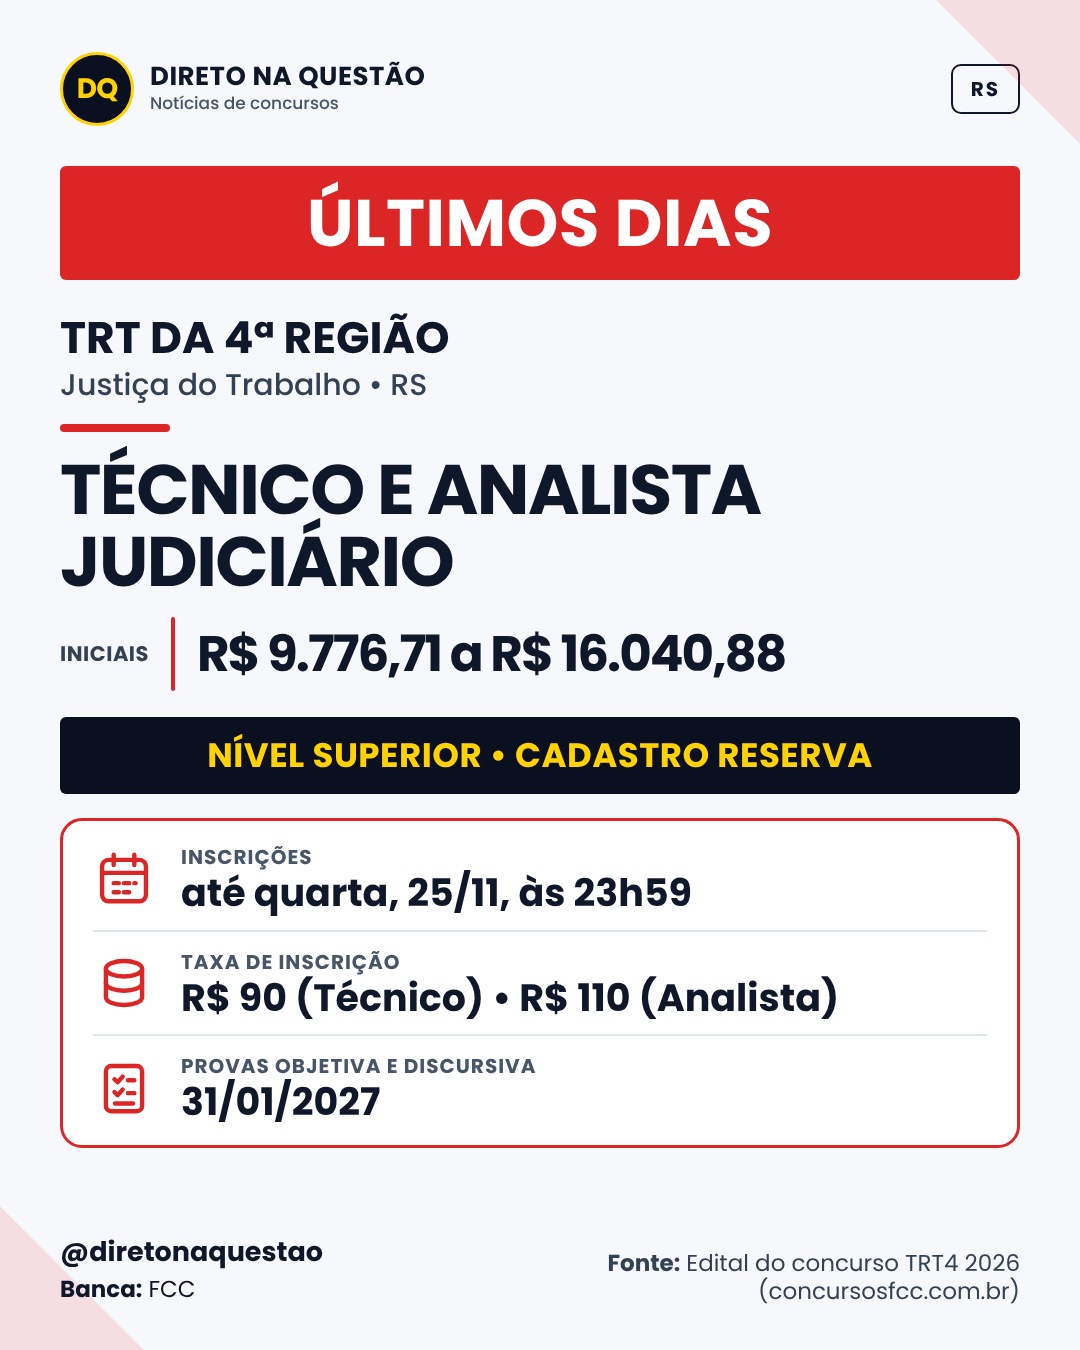 DQ
DIRETO NA QUESTÃO
Notícias de concursos
RS
ÚLTIMOS DIAS
TRT DA 4ª REGIÃO
Justiça do Trabalho • RS
TÉCNICO E ANALISTA
JUDICIÁRIO
INICIAIS
R$ 9.776,71 a R$ 16.040,88
NÍVEL SUPERIOR • CADASTRO RESERVA
INSCRIÇÕES
até quarta, 25/11, às 23h59
TAXA DE INSCRIÇÃO
R$ 90 (Técnico) • R$ 110 (Analista)
PROVAS OBJETIVA E DISCURSIVA
31/01/2027
@diretonaquestao
Banca: FCC
Fonte: Edital do concurso TRT4 2026
(concursosfcc.com.br)